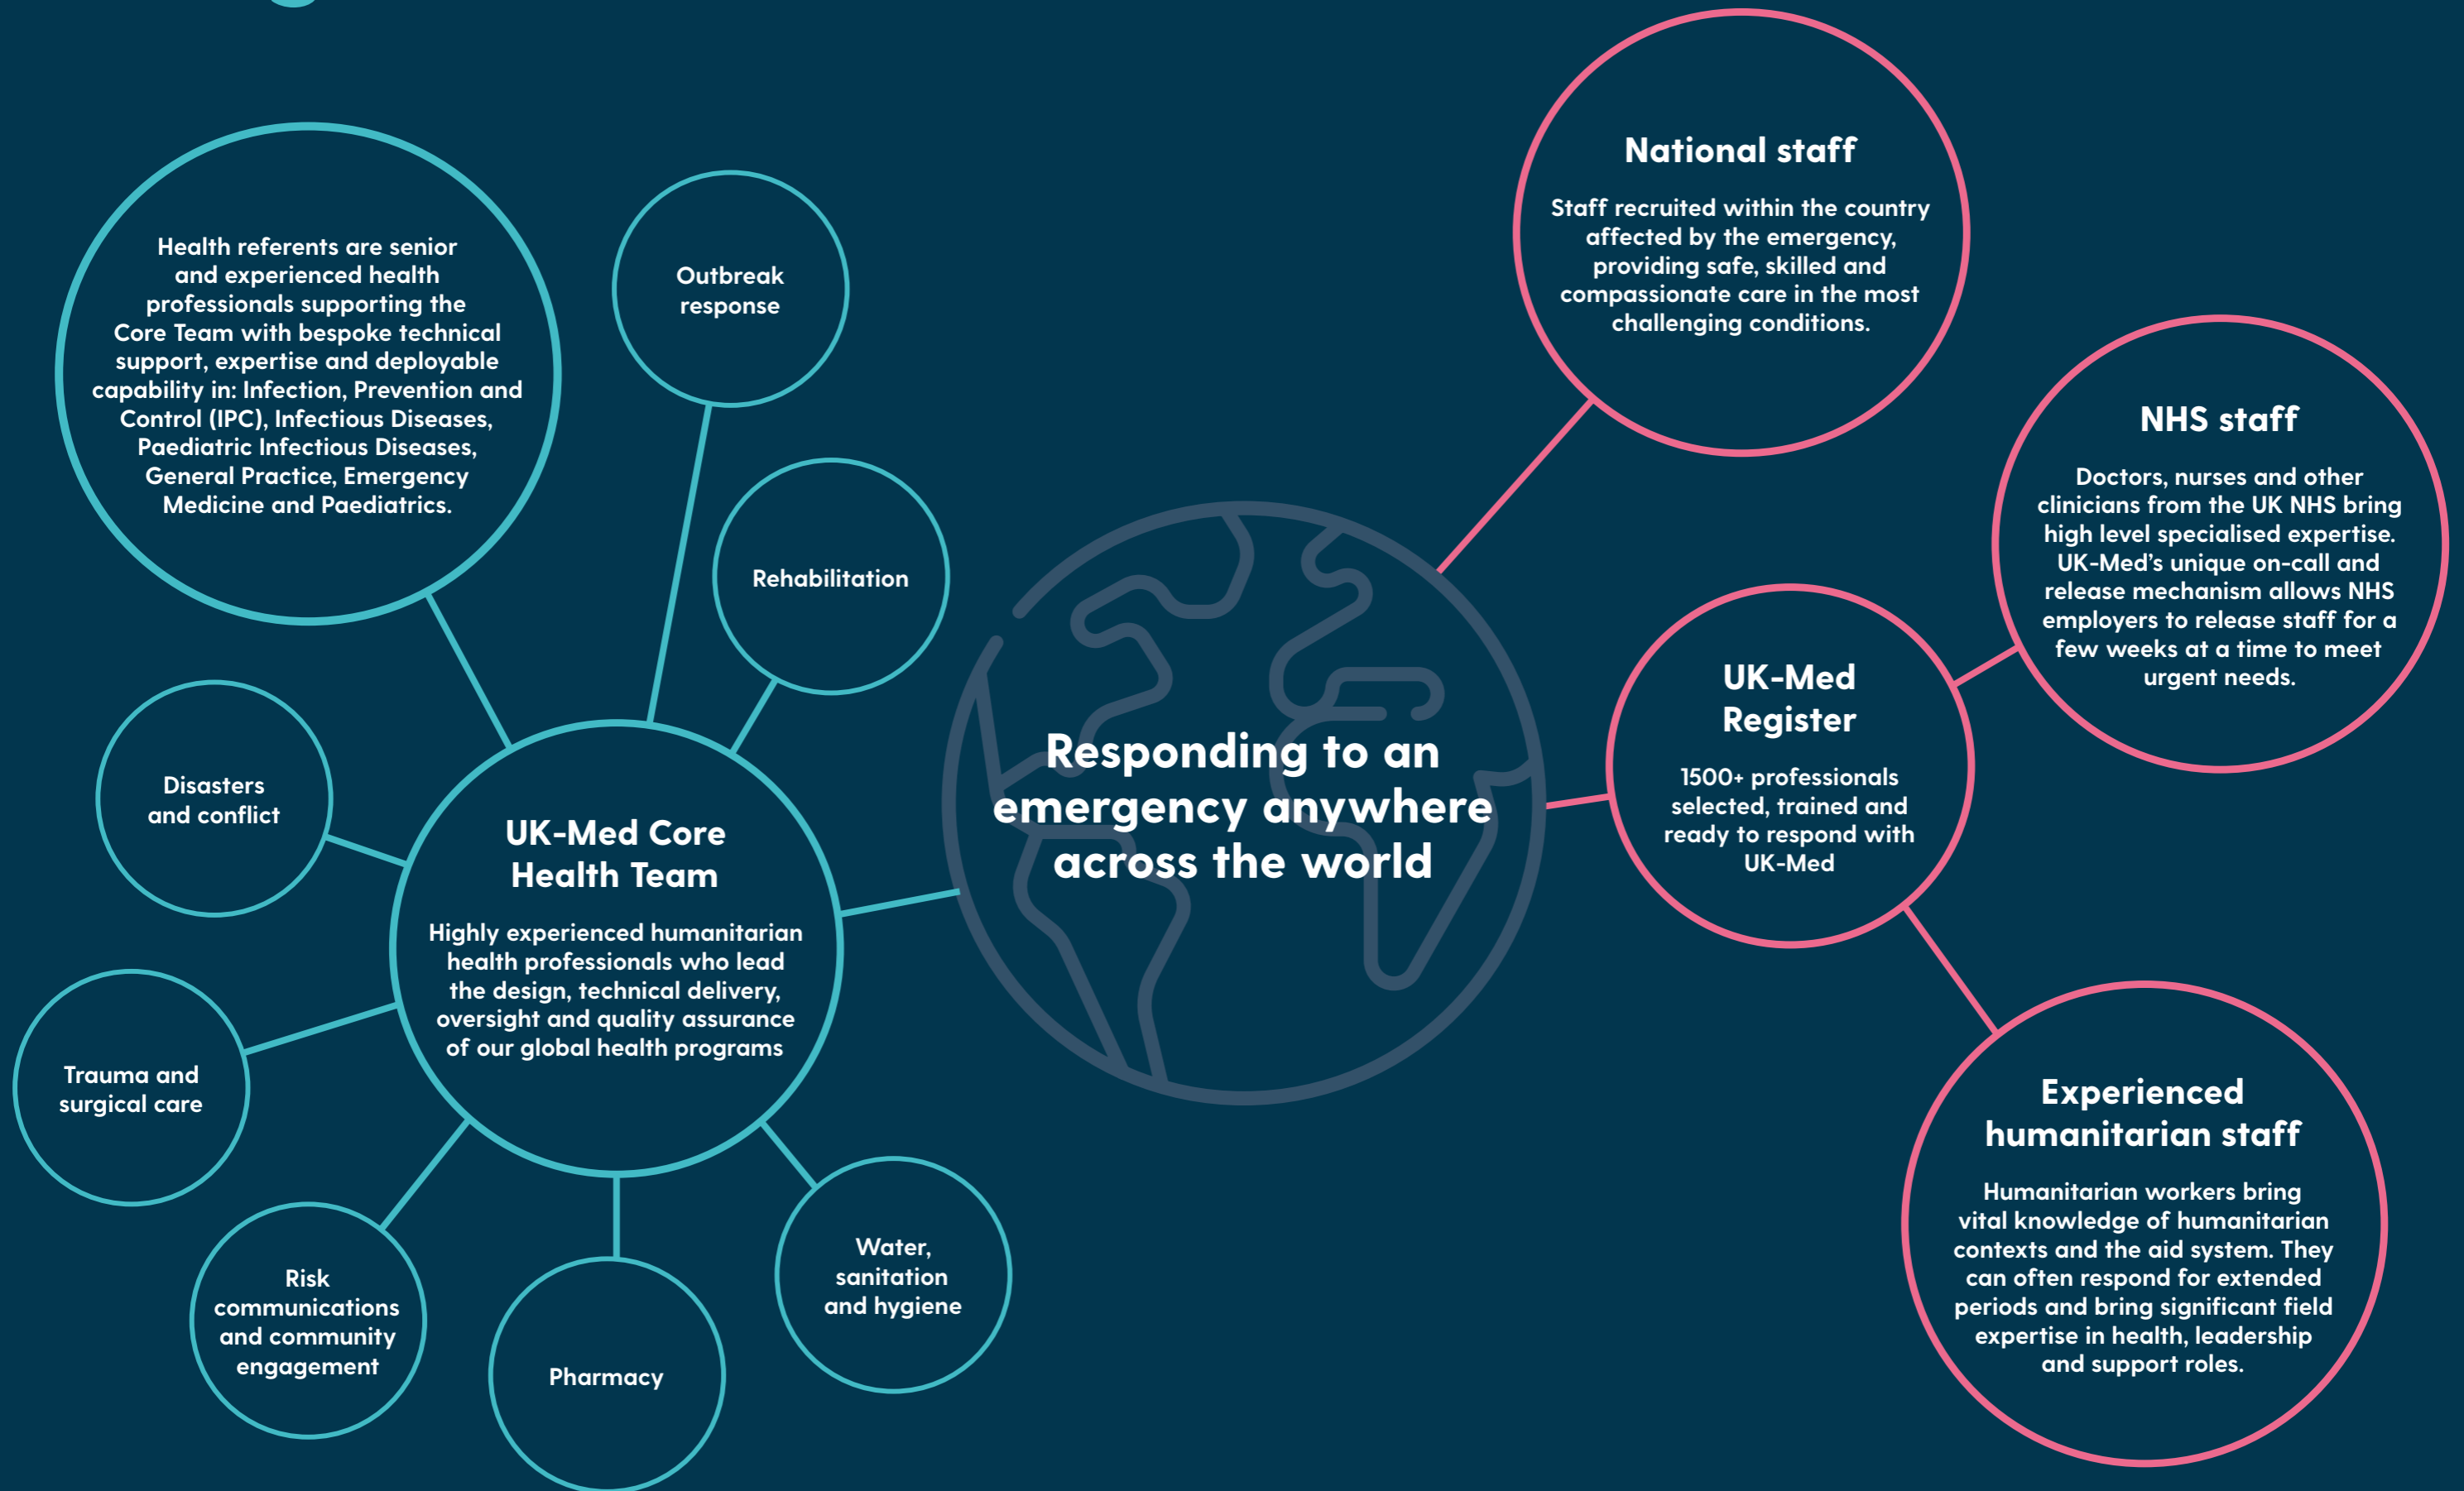 Health referents are senior
and experienced health
professionals supporting the
Core Team with bespoke technical
support, expertise and deployable
capability in: Infection, Prevention and
Control (IPC), Infectious Diseases,
Paediatric Infectious Diseases,
General Practice, Emergency
Medicine and Paediatrics.
Outbreak
response
Rehabilitation
Disasters
and conflict
UK-Med Core
Health Team
Highly experienced humanitarian
health professionals who lead
the design, technical delivery,
oversight and quality assurance
of our global health programs
Trauma and
surgical care
Risk
communications
and community
engagement
Pharmacy
Water,
sanitation
and hygiene
Responding to an
emergency anywhere
across the world
National staff
Staff recruited within the country
affected by the emergency,
providing safe, skilled and
compassionate care in the most
challenging conditions.
UK-Med
Register
1500+ professionals
selected, trained and
ready to respond with
UK-Med
NHS staff
Doctors, nurses and other
clinicians from the UK NHS bring
high level specialised expertise.
UK-Med’s unique on-call and
release mechanism allows NHS
employers to release staff for a
few weeks at a time to meet
urgent needs.
Experienced
humanitarian staff
Humanitarian workers bring
vital knowledge of humanitarian
contexts and the aid system. They
can often respond for extended
periods and bring significant field
expertise in health, leadership
and support roles.